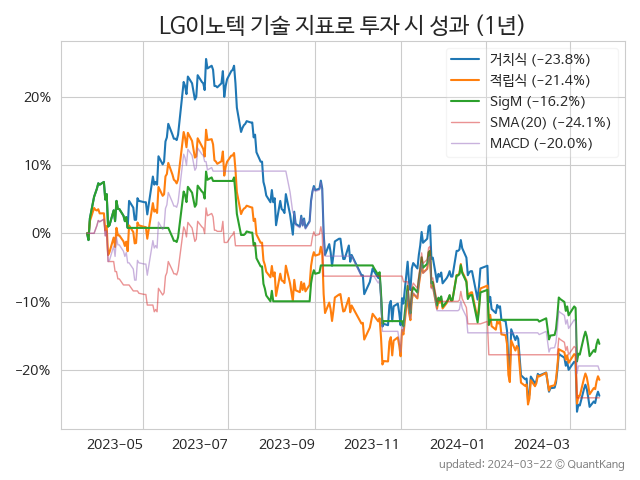 LG이노텍 기술 지표로 투자 시 성과 (1년)
거치식 (−23.8%)
적립식 (−21.4%)
SigM (−16.2%)
SMA(20) (−24.1%)
MACD (−20.0%)
20%
10%
0%
−10%
−20%
2023-05
2023-07
2023-09
2023-11
2024-01
2024-03
updated: 2024-03-22 © QuantKang